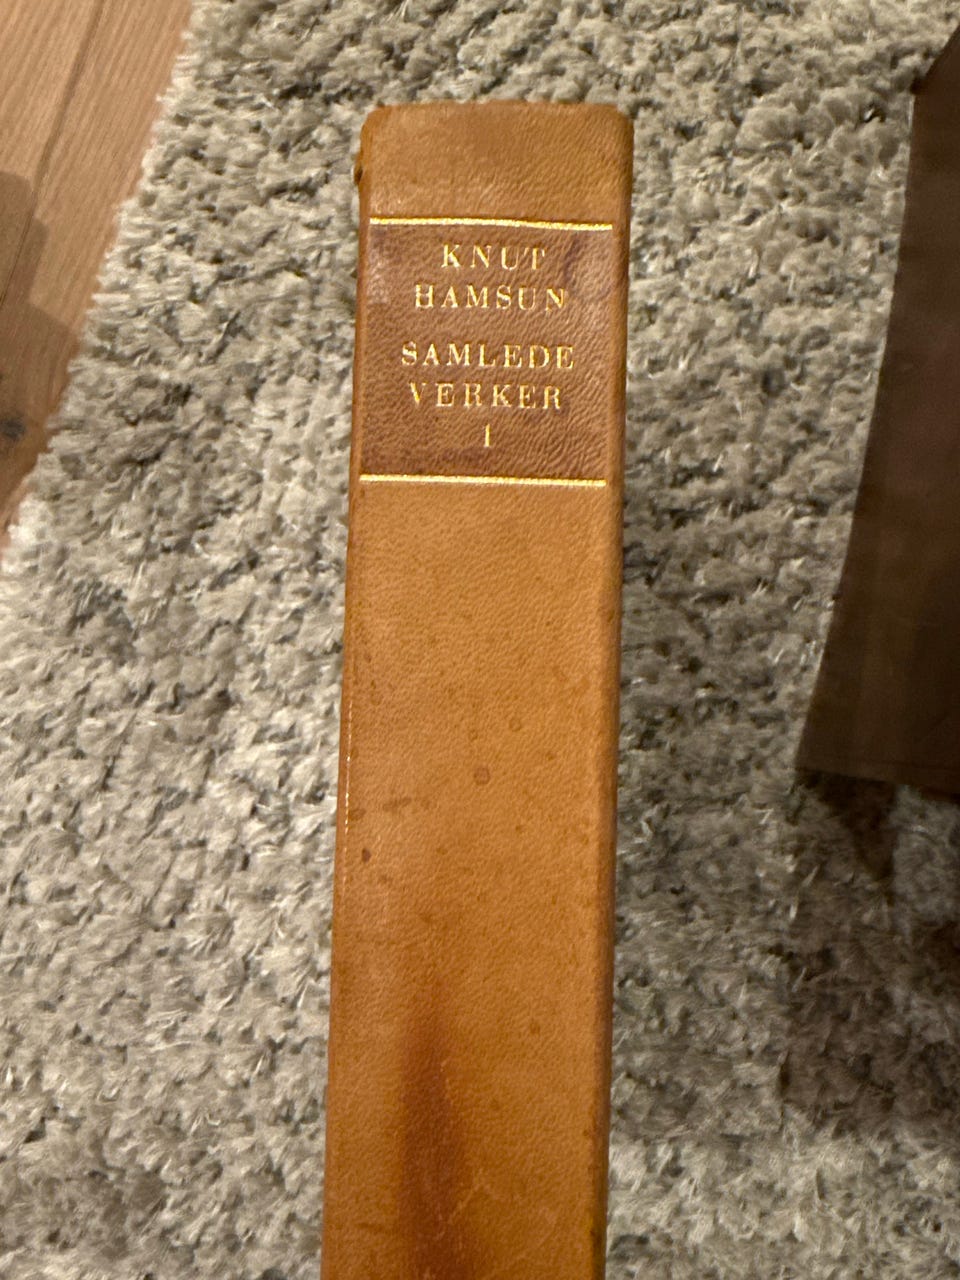 KNUT
HAMSUN
SAMLEDE
VERKER
1